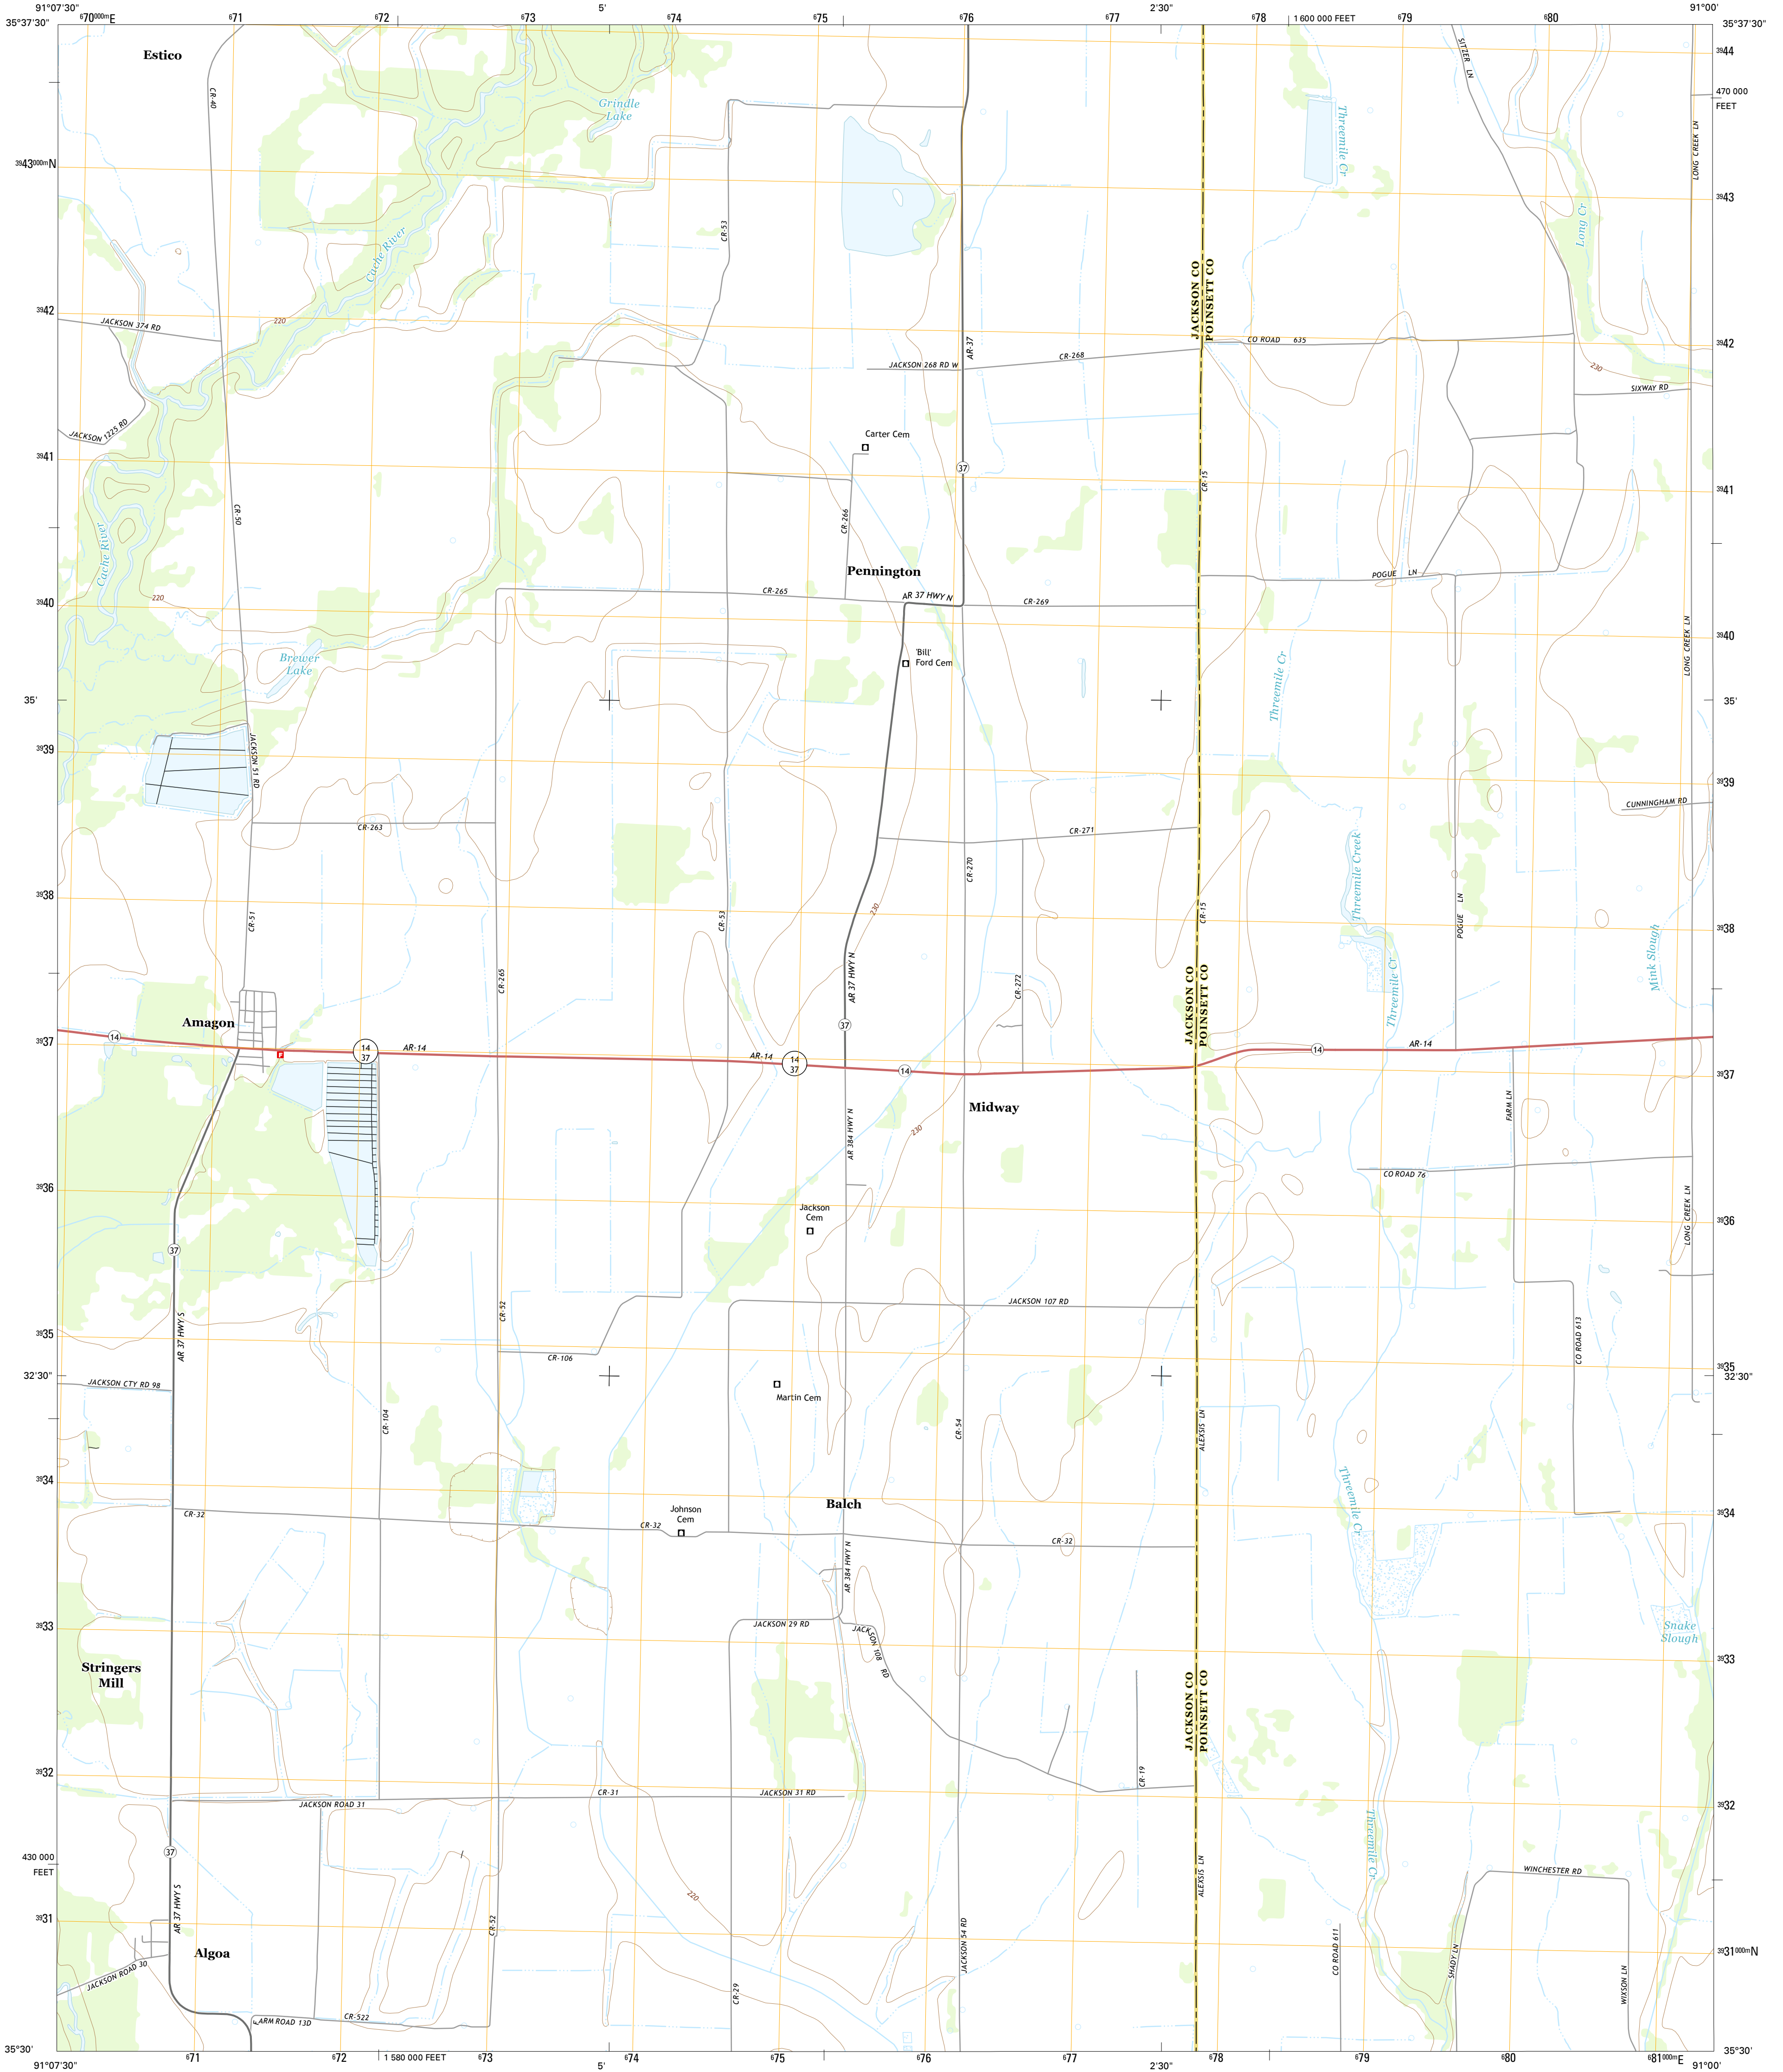 91°07'30"
670000mE
671
672
673
5'
674
675
676
677
2'30"
678
1 600 000 FEET
679
680
91°00'
35°37'30"
35°37'30"
Estico
SITZER LN
3944
470 000
FEET
CR-40
Grindle
Lake
Threemile Cr
LONG CREEK LN
3943000mN
3943
CR-53
Cache River
Long Cr
JACKSON CO
POINSETT CO
3942
220
JACKSON 374 RD
AR-37
CO ROAD 635
3942
CR-268
JACKSON 268 RD W
230
SIXWAY RD
JACKSON 1225 RD
Carter Cem
3941
37
CR-15
3941
CR-50
CR-266
Cache River
Pennington
POGUE LN
220
CR-265
AR 37 HWY N
CR-269
3940
3940
LONG CREEK LN
Brewer
Lake
'Bill'
Ford Cem
Threemile Cr
35'
35'
3939
JACKSON 51 RD
3939
CUNNINGHAM RD
CR-263
CR-271
CR-270
Threemile Creek
3938
CR-51
CR-53
230
CR-15
POGUE LN
3938
Mink Slough
CR-265
AR 37 HWY N
CR-272
Threemile Cr
JACKSON CO
POINSETT CO
Amagon
37
3937
14
14
37
AR-14
AR-14
14
37
14
14
AR-14
3937
Midway
FARM LN
AR 384 HWY N
230
CO ROAD 76
3936
Jackson
Cem
LONG CREEK LN
3936
37
CR-52
JACKSON 107 RD
3935
AR 37 HWY S
CO ROAD 613
CR-106
3935
32'30"
JACKSON CTY RD 98
Martin Cem
32'30"
CR-104
CR-54
ALEXSIS LN
3934
Threemile Cr
Johnson
Cem
Balch
CR-32
CR-32
3934
CR-32
AR 384 HWY N
3933
JACKSON 29 RD
JACKSON 108 RD
Snake
Slough
Stringers
Mill
3933
JACKSON CO
POINSETT CO
3932
CR-19
CR-31
JACKSON 31 RD
JACKSON ROAD 31
3932
Threemile Cr
37
430 000
FEET
ALEXSIS LN
WINCHESTER RD
220
AR 37 HWY S
3931
CR-52
Algoa
JACKSON 54 RD
CO ROAD 611
SHADY LN
3931000mN
JACKSON ROAD 30
CR-29
WIXSON LN
FARM ROAD 13D
CR-522
35°30'
35°30'
91°07'30"
671
672
1 580 000 FEET
673
5'
674
675
676
677
2'30"
678
679
680
681000mE
91°00'